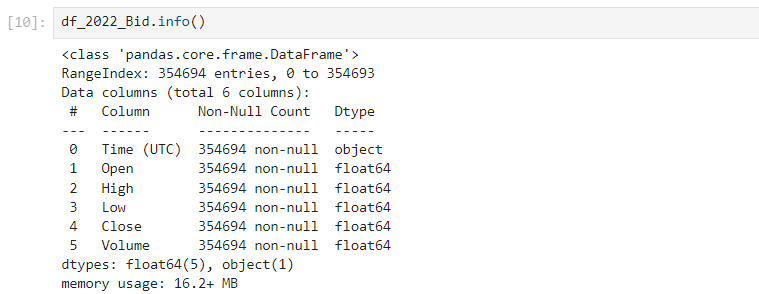 [10]: df_2022_Bid.info()
<class 'pandas.core.frame.DataFrame'>
RangeIndex: 354694 entries, 0 to 354693
Data columns (total 6 columns):
 #   Column      Non-Null Count   Dtype
---  ------      --------------   -----
 0   Time (UTC)  354694 non-null  object
 1   Open        354694 non-null  float64
 2   High        354694 non-null  float64
 3   Low         354694 non-null  float64
 4   Close       354694 non-null  float64
 5   Volume      354694 non-null  float64
dtypes: float64(5), object(1)
memory usage: 16.2+ MB